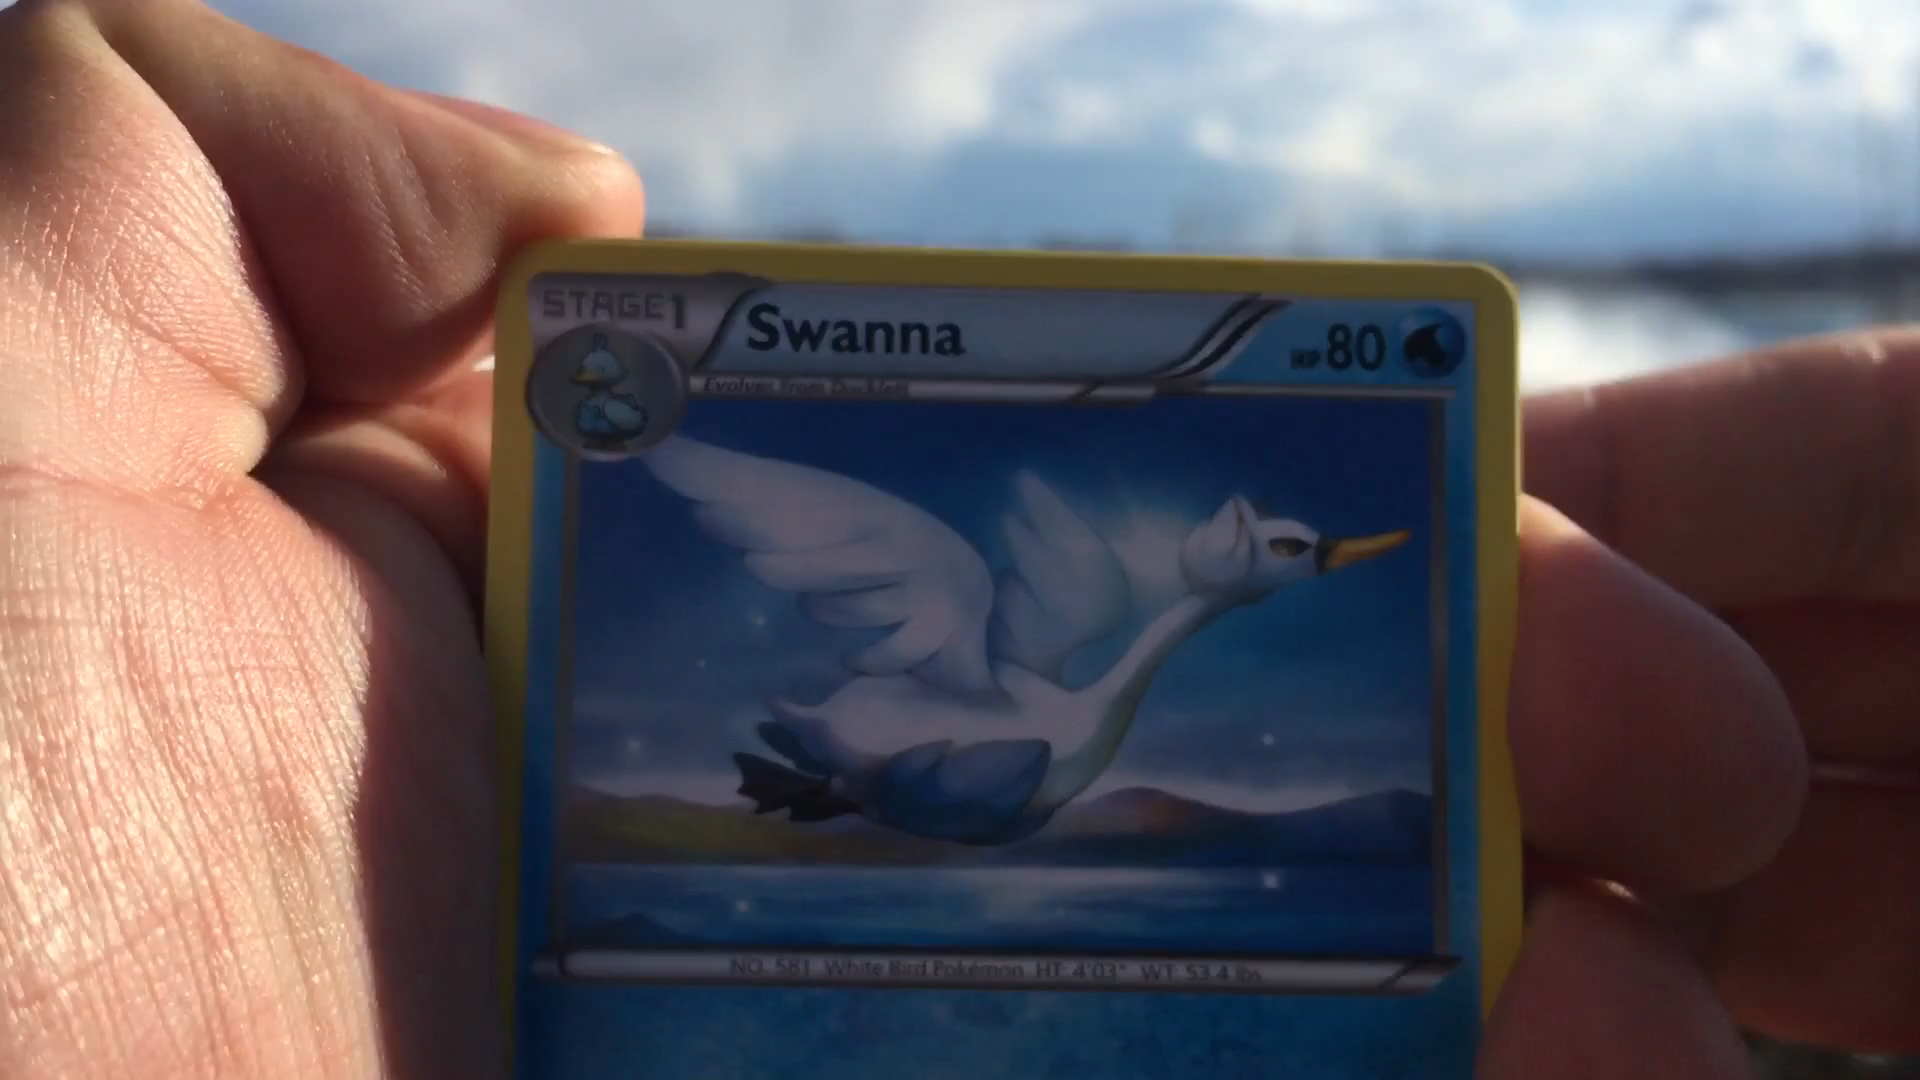 STAGE1
Swanna
HP80
Evolves from Ducklett
NO. 581 White Bird Pokémon HT: 4'03" WT: 53.4 lbs